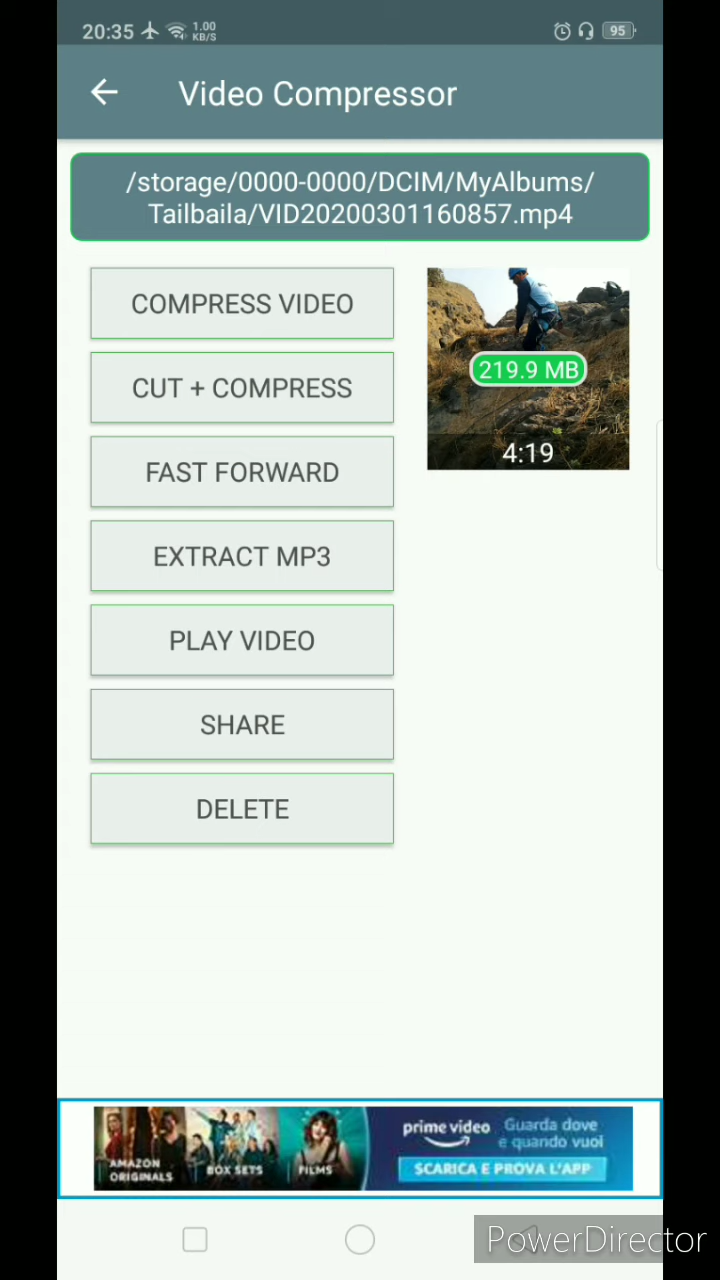 20:35 1.00 KB/S 95
Video Compressor
/storage/0000-0000/DCIM/MyAlbums/
Tailbaila/VID20200301160857.mp4
COMPRESS VIDEO
219.9 MB
CUT + COMPRESS
4:19
FAST FORWARD
EXTRACT MP3
PLAY VIDEO
SHARE
DELETE
AMAZON
ORIGINALS
BOX SETS
FILMS
prime video
Guarda dove
e quando vuoi
SCARICA E PROVA L'APP
PowerDirector